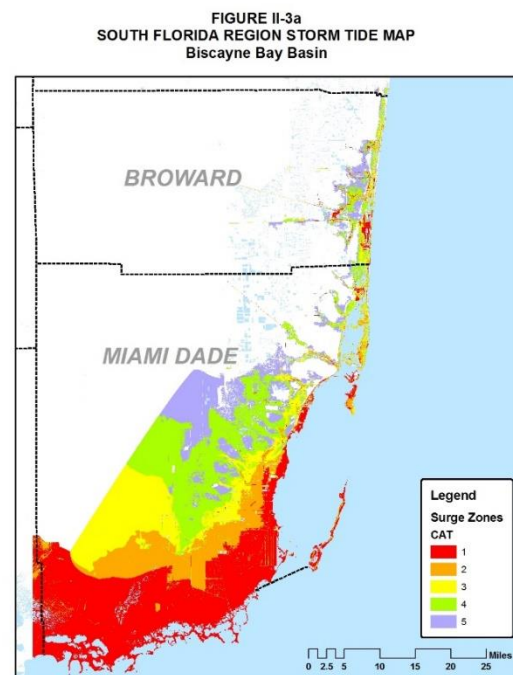 FIGURE II-3a
SOUTH FLORIDA REGION STORM TIDE MAP
Biscayne Bay Basin
BROWARD
MIAMI DADE
Legend
Surge Zones
CAT
1
2
3
4
5
Miles
0 2.5 5 10 15 20 25